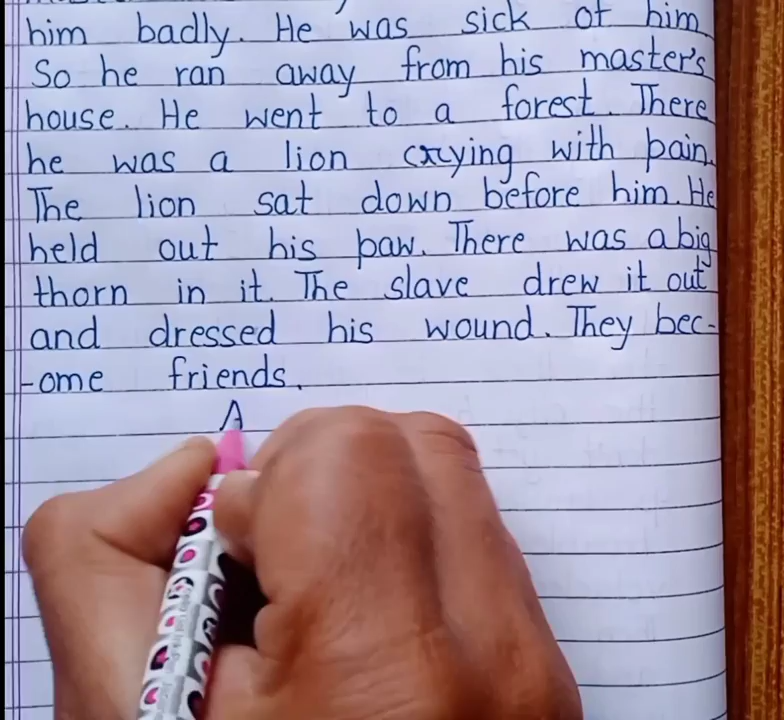 him badly. He was sick of him
So he ran away from his master's
house. He went to a forest. There
he was a lion crying with pain.
The lion sat down before him. He
held out his paw. There was a big
thorn in it. The slave drew it out
and dressed his wound. They bec-
-ome friends.
A